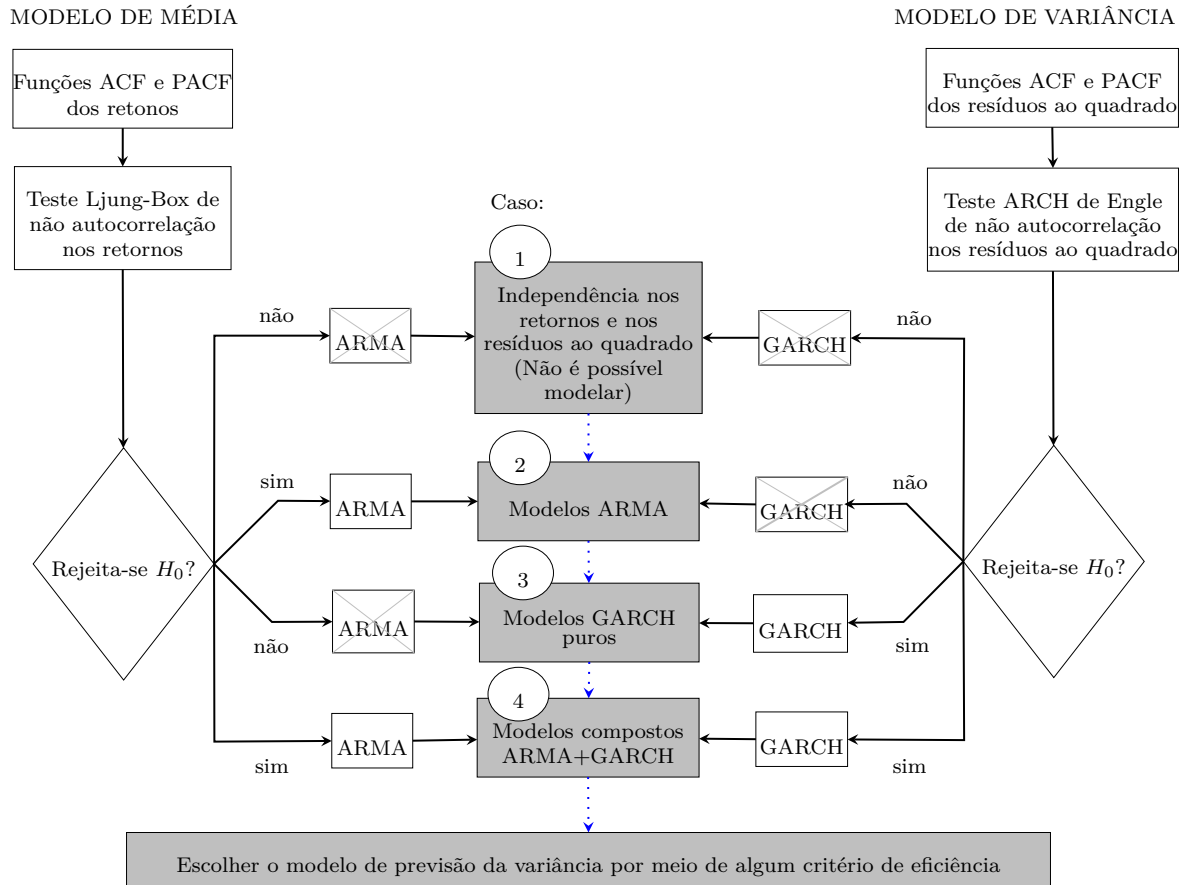 MODELO DE MÉDIA
MODELO DE VARIÂNCIA
Funções ACF e PACF
dos retonos
Funções ACF e PACF
dos resíduos ao quadrado
Teste Ljung-Box de
não autocorrelação
nos retornos
Teste ARCH de Engle
de não autocorrelação
nos resíduos ao quadrado
Caso:
1
Independência nos
retornos e nos
resíduos ao quadrado
(Não é possível
modelar)
não
ARMA
GARCH
não
2
Modelos ARMA
sim
ARMA
GARCH
não
Rejeita-se H₀?
Rejeita-se H₀?
3
Modelos GARCH
puros
não
ARMA
GARCH
sim
4
Modelos compostos
ARMA+GARCH
sim
ARMA
GARCH
sim
Escolher o modelo de previsão da variância por meio de algum critério de eficiência